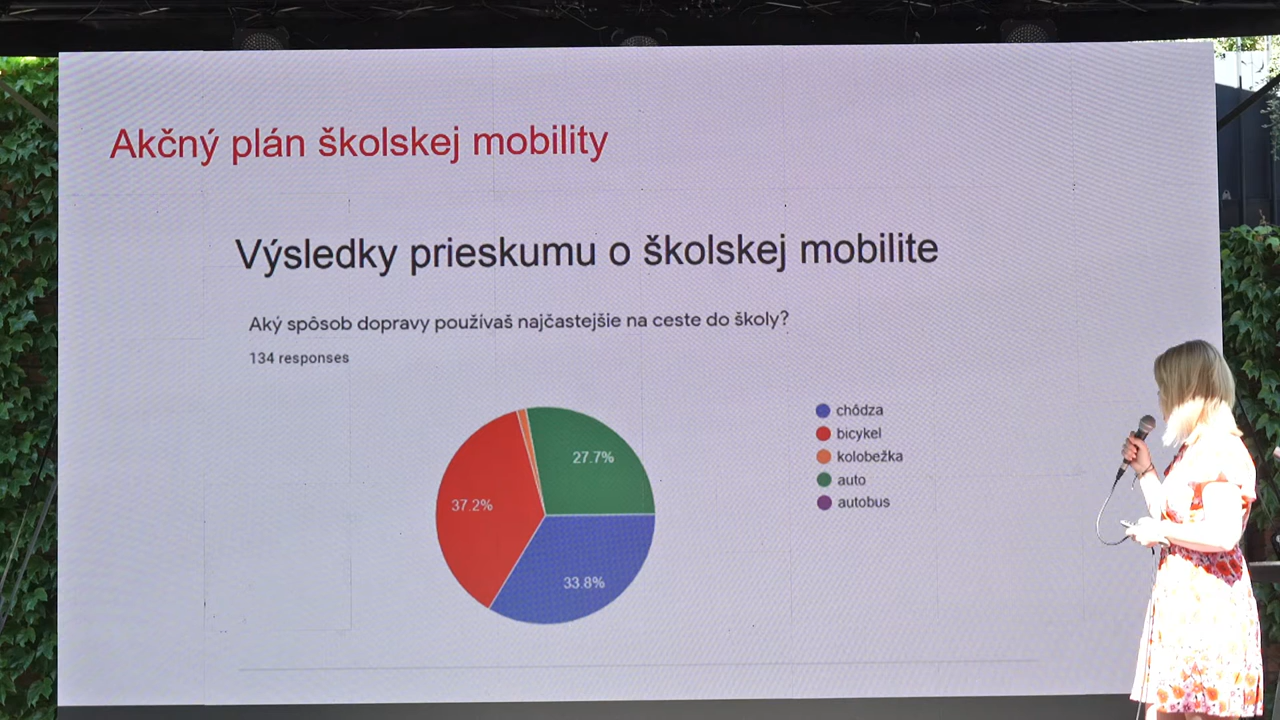 Akčný plán školskej mobility
Výsledky prieskumu o školskej mobilite
Aký spôsob dopravy používaš najčastejšie na ceste do školy?
134 responses
chôdza
bicykel
kolobežka
auto
autobus
27.7%
37.2%
33.8%